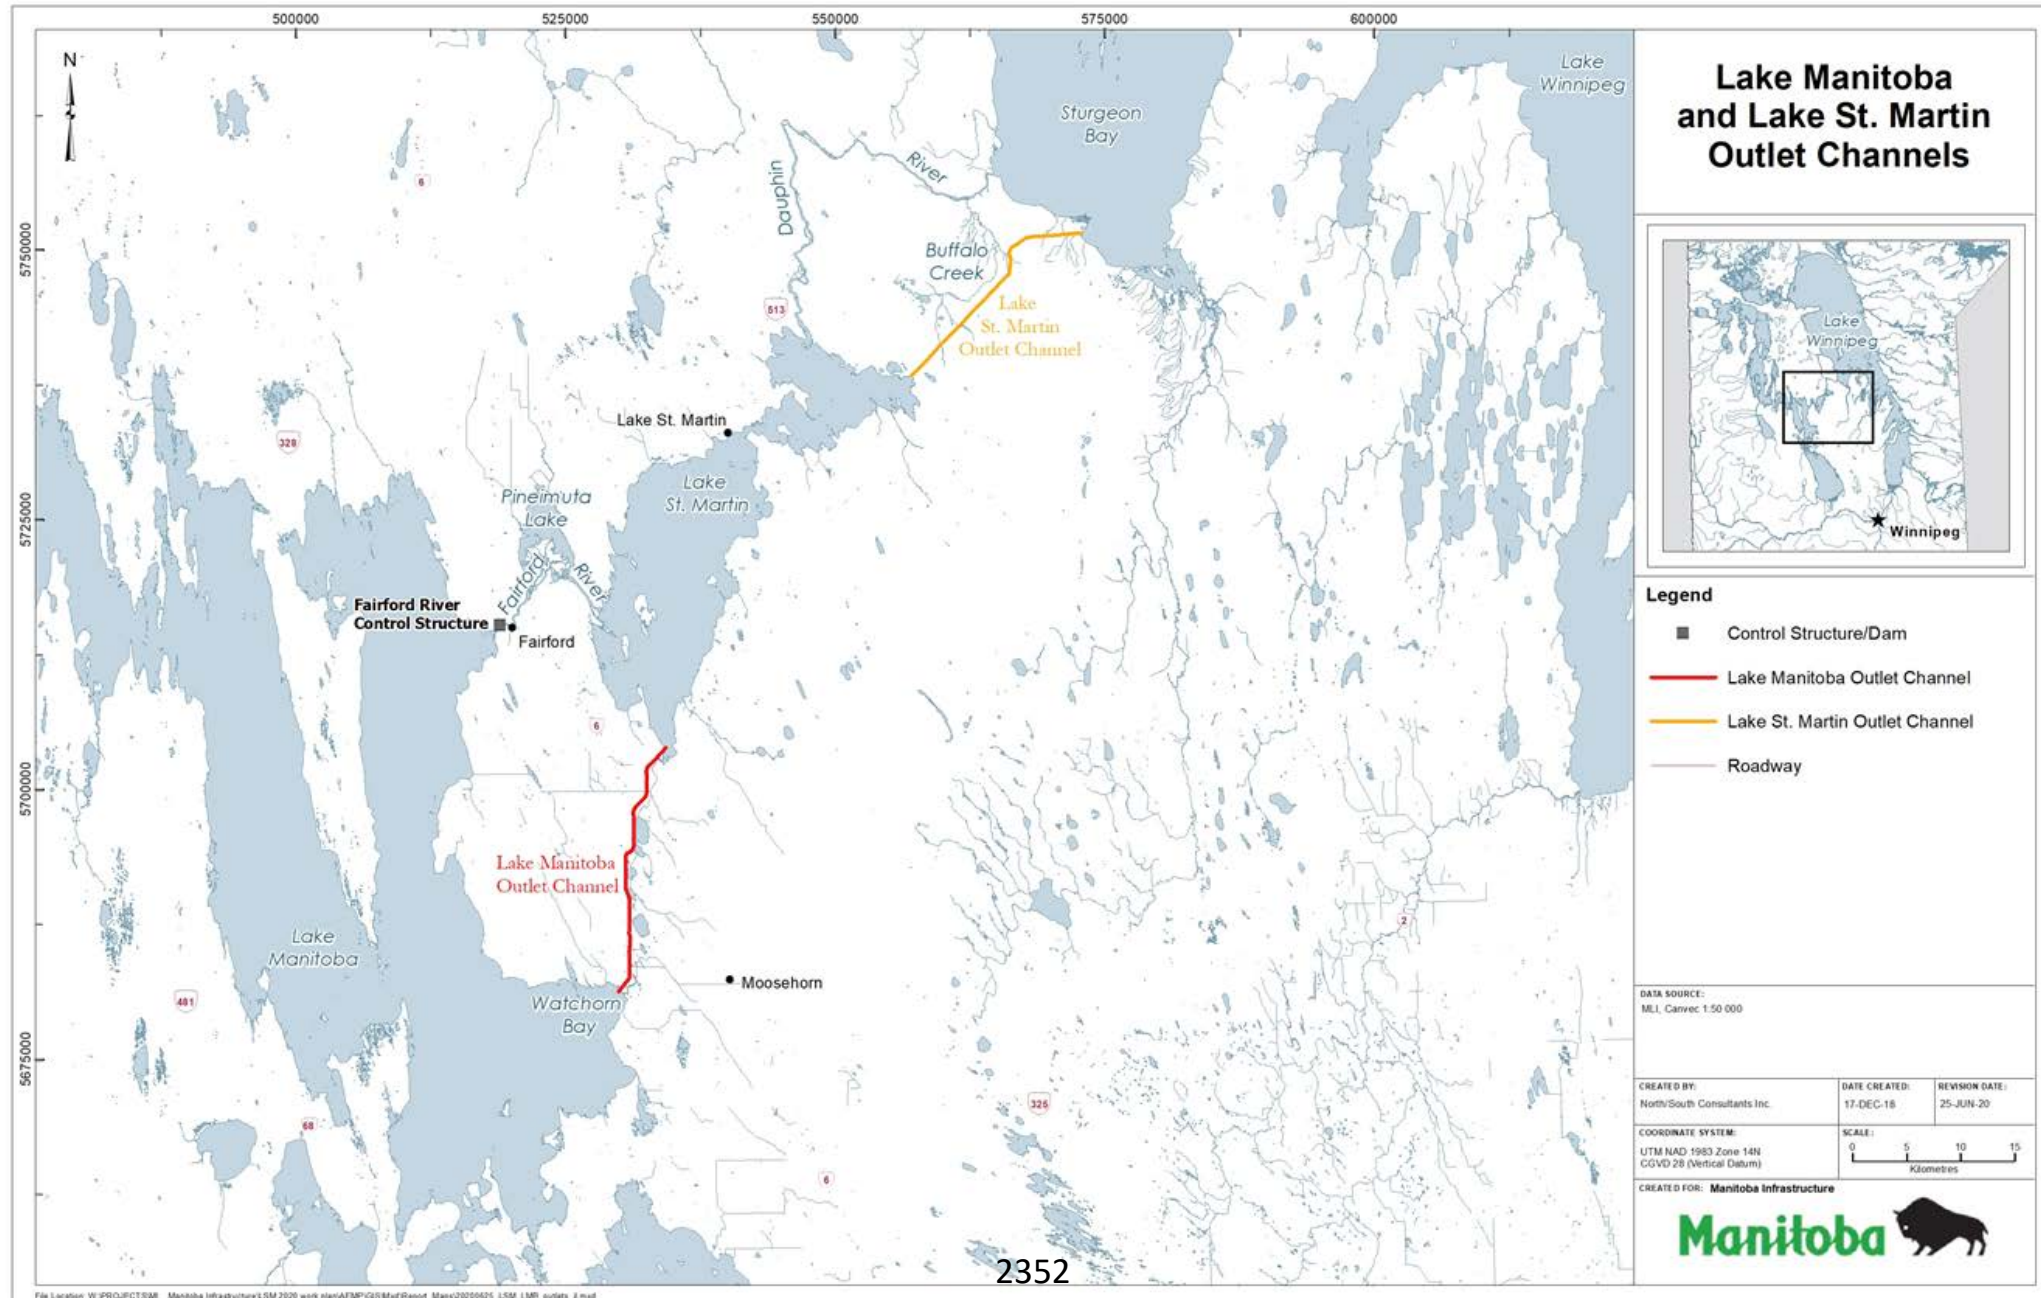 500000
525000
550000
575000
600000
5750000
5725000
5700000
5675000
N
Lake
Winnipeg
Sturgeon
Bay
River
Dauphin
Buffalo
Creek
Lake
St. Martin
Outlet Channel
6
513
328
Lake St. Martin
Lake
St. Martin
Pineimuta
Lake
Fairford
River
Fairford River
Control Structure
Fairford
6
Lake Manitoba
Outlet Channel
Lake
Manitoba
Watchorn
Bay
Moosehorn
481
68
6
325
2
2352
Lake Manitoba
and Lake St. Martin
Outlet Channels
Lake
Winnipeg
Winnipeg
Legend
Control Structure/Dam
Lake Manitoba Outlet Channel
Lake St. Martin Outlet Channel
Roadway
DATA SOURCE:
MLI, Canvec 1:50 000
CREATED BY:
North/South Consultants Inc.
DATE CREATED:
17-DEC-18
REVISION DATE:
25-JUN-20
COORDINATE SYSTEM:
UTM NAD 1983 Zone 14N
CGVD 28 (Vertical Datum)
SCALE:
0 5 10 15
Kilometres
CREATED FOR: Manitoba Infrastructure
Manitoba